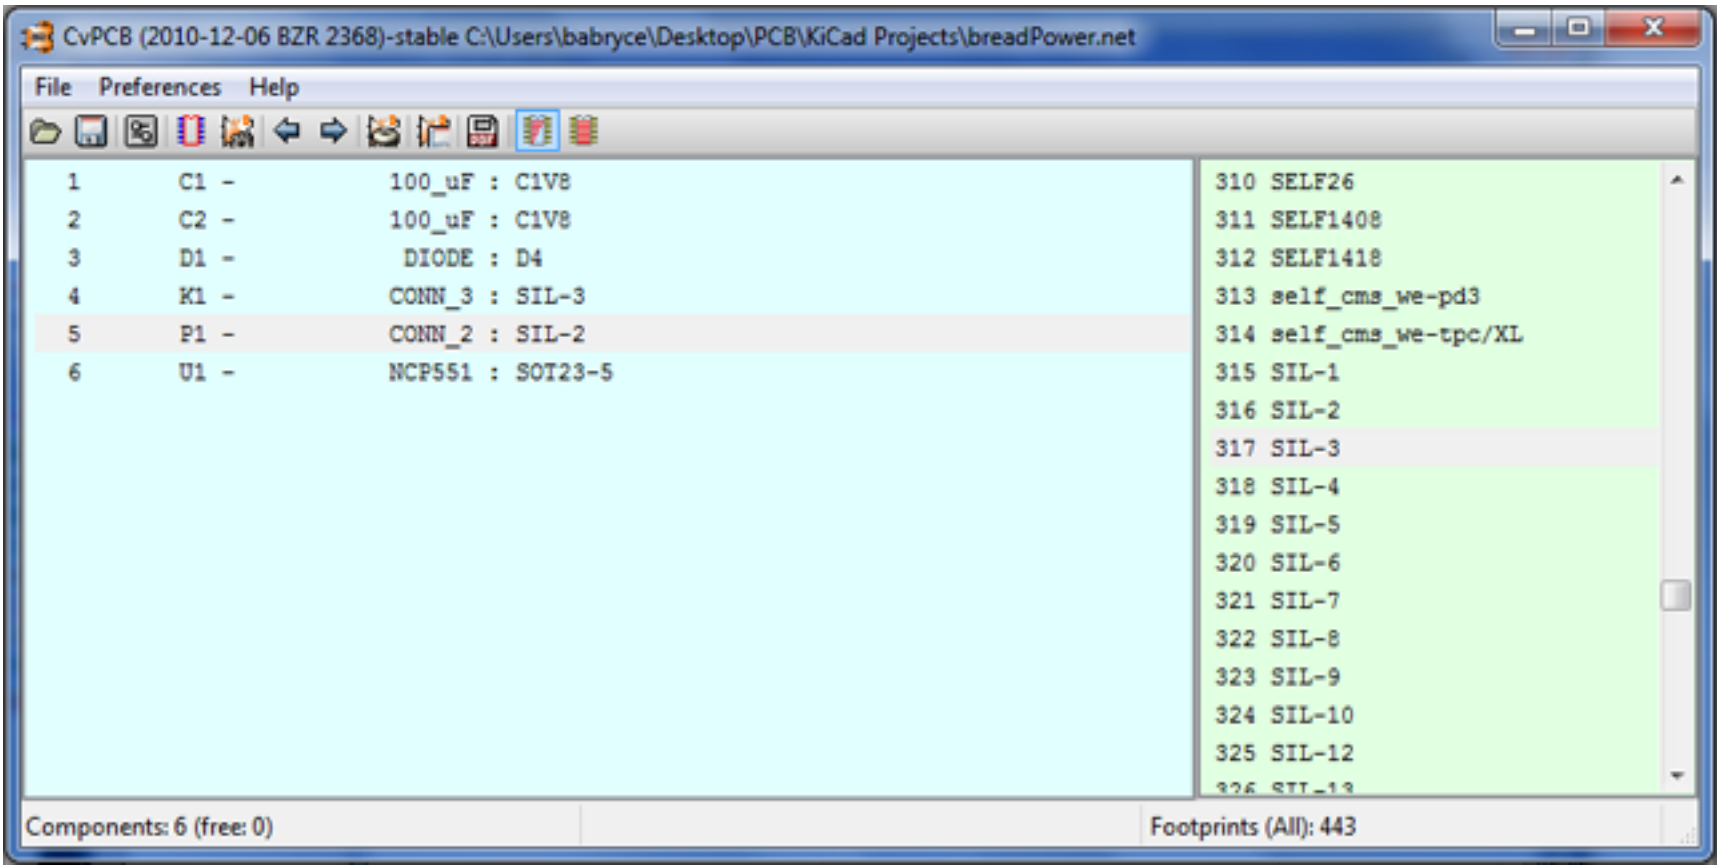 CvPCB (2010-12-06 BZR 2368)-stable C:\Users\babryce\Desktop\PCB\KiCad Projects\breadPower.net
File Preferences Help
1 C1 - 100_uF : C1V8
2 C2 - 100_uF : C1V8
3 D1 - DIODE : D4
4 K1 - CONN_3 : SIL-3
5 P1 - CONN_2 : SIL-2
6 U1 - NCP551 : SOT23-5
310 SELF26
311 SELF1408
312 SELF1418
313 self_cms_we-pd3
314 self_cms_we-tpc/XL
315 SIL-1
316 SIL-2
317 SIL-3
318 SIL-4
319 SIL-5
320 SIL-6
321 SIL-7
322 SIL-8
323 SIL-9
324 SIL-10
325 SIL-12
326 SIL-13
Components: 6 (free: 0)
Footprints (All): 443